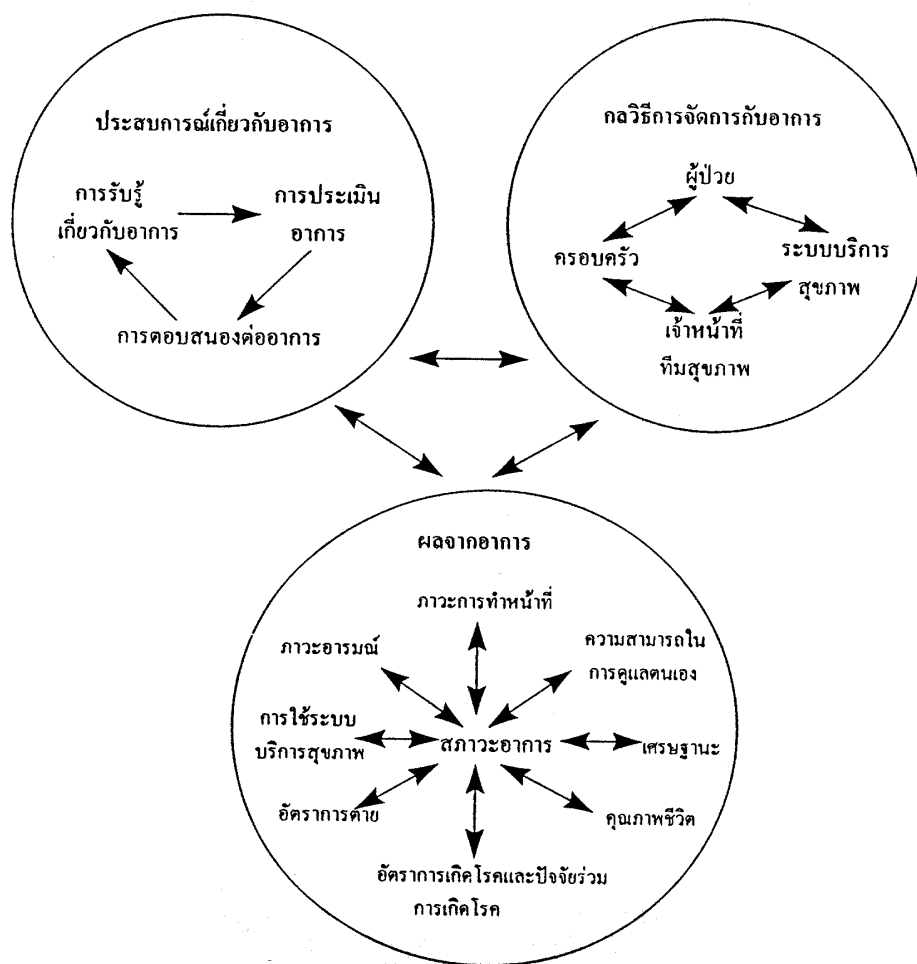 ประสบการณ์เกี่ยวกับอาการ
การรับรู้
เกี่ยวกับอาการ
การประเมิน
อาการ
การตอบสนองต่ออาการ
กลวิธีการจัดการกับอาการ
ผู้ป่วย
ครอบครัว
ระบบบริการ
สุขภาพ
เจ้าหน้าที่
ทีมสุขภาพ
ผลจากอาการ
ภาวะการทำหน้าที่
ภาวะอารมณ์
ความสามารถใน
การดูแลตนเอง
การใช้ระบบ
บริการสุขภาพ
สภาวะอาการ
เศรษฐานะ
อัตราการตาย
คุณภาพชีวิต
อัตราการเกิดโรคและปัจจัยร่วม
การเกิดโรค